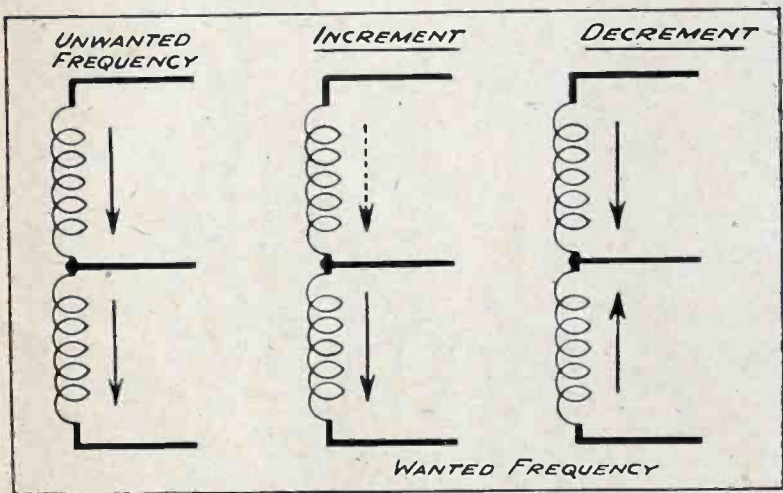 UNWANTED
FREQUENCY
INCREMENT
DECREMENT
WANTED FREQUENCY